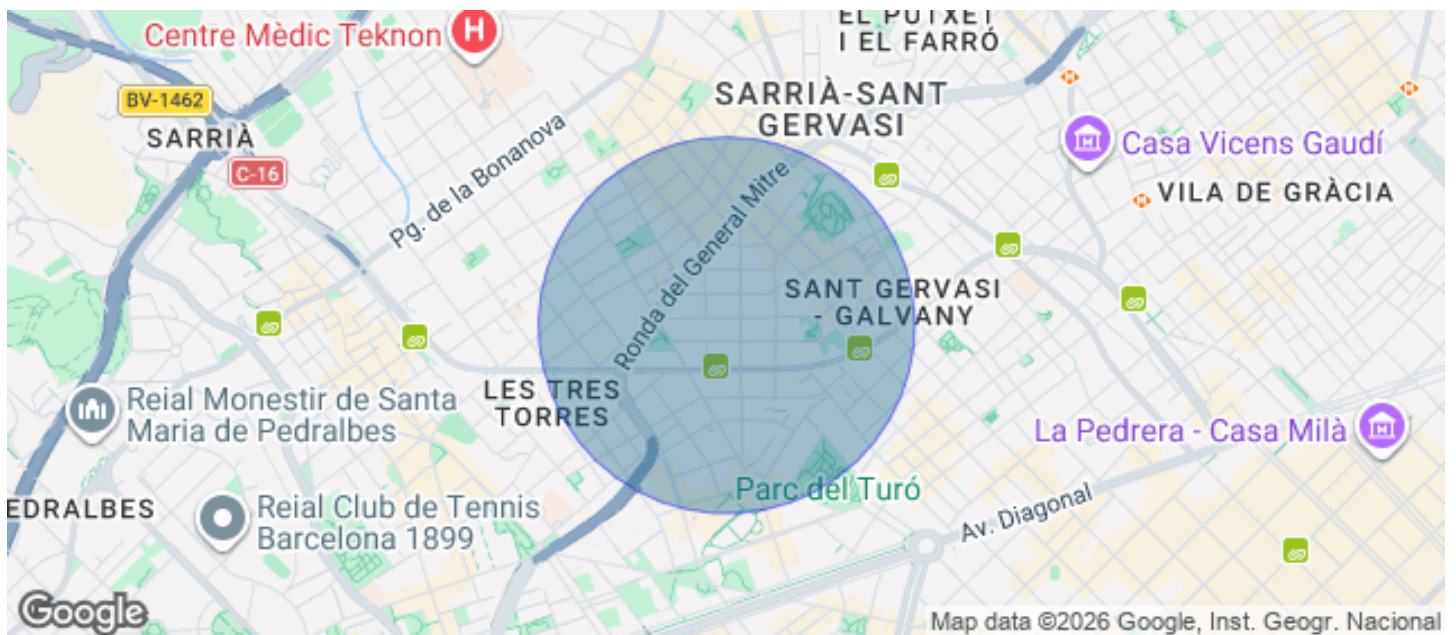 EL PUTXET
I EL FARRÓ
Centre Mèdic Teknon
H
BV-1462
SARRIÀ-SANT
GERVASI
SARRIÀ
Casa Vicens Gaudí
C-16
Pg. de la Bonanova
Ronda del General Mitre
VILA DE GRÀCIA
SANT GERVASI
- GALVANY
LES TRES
TORRES
Reial Monestir de Santa
Maria de Pedralbes
La Pedrera - Casa Milà
Parc del Turó
EDRALBES
Reial Club de Tennis
Barcelona 1899
Av. Diagonal
Google
Map data ©2026 Google, Inst. Geogr. Nacional